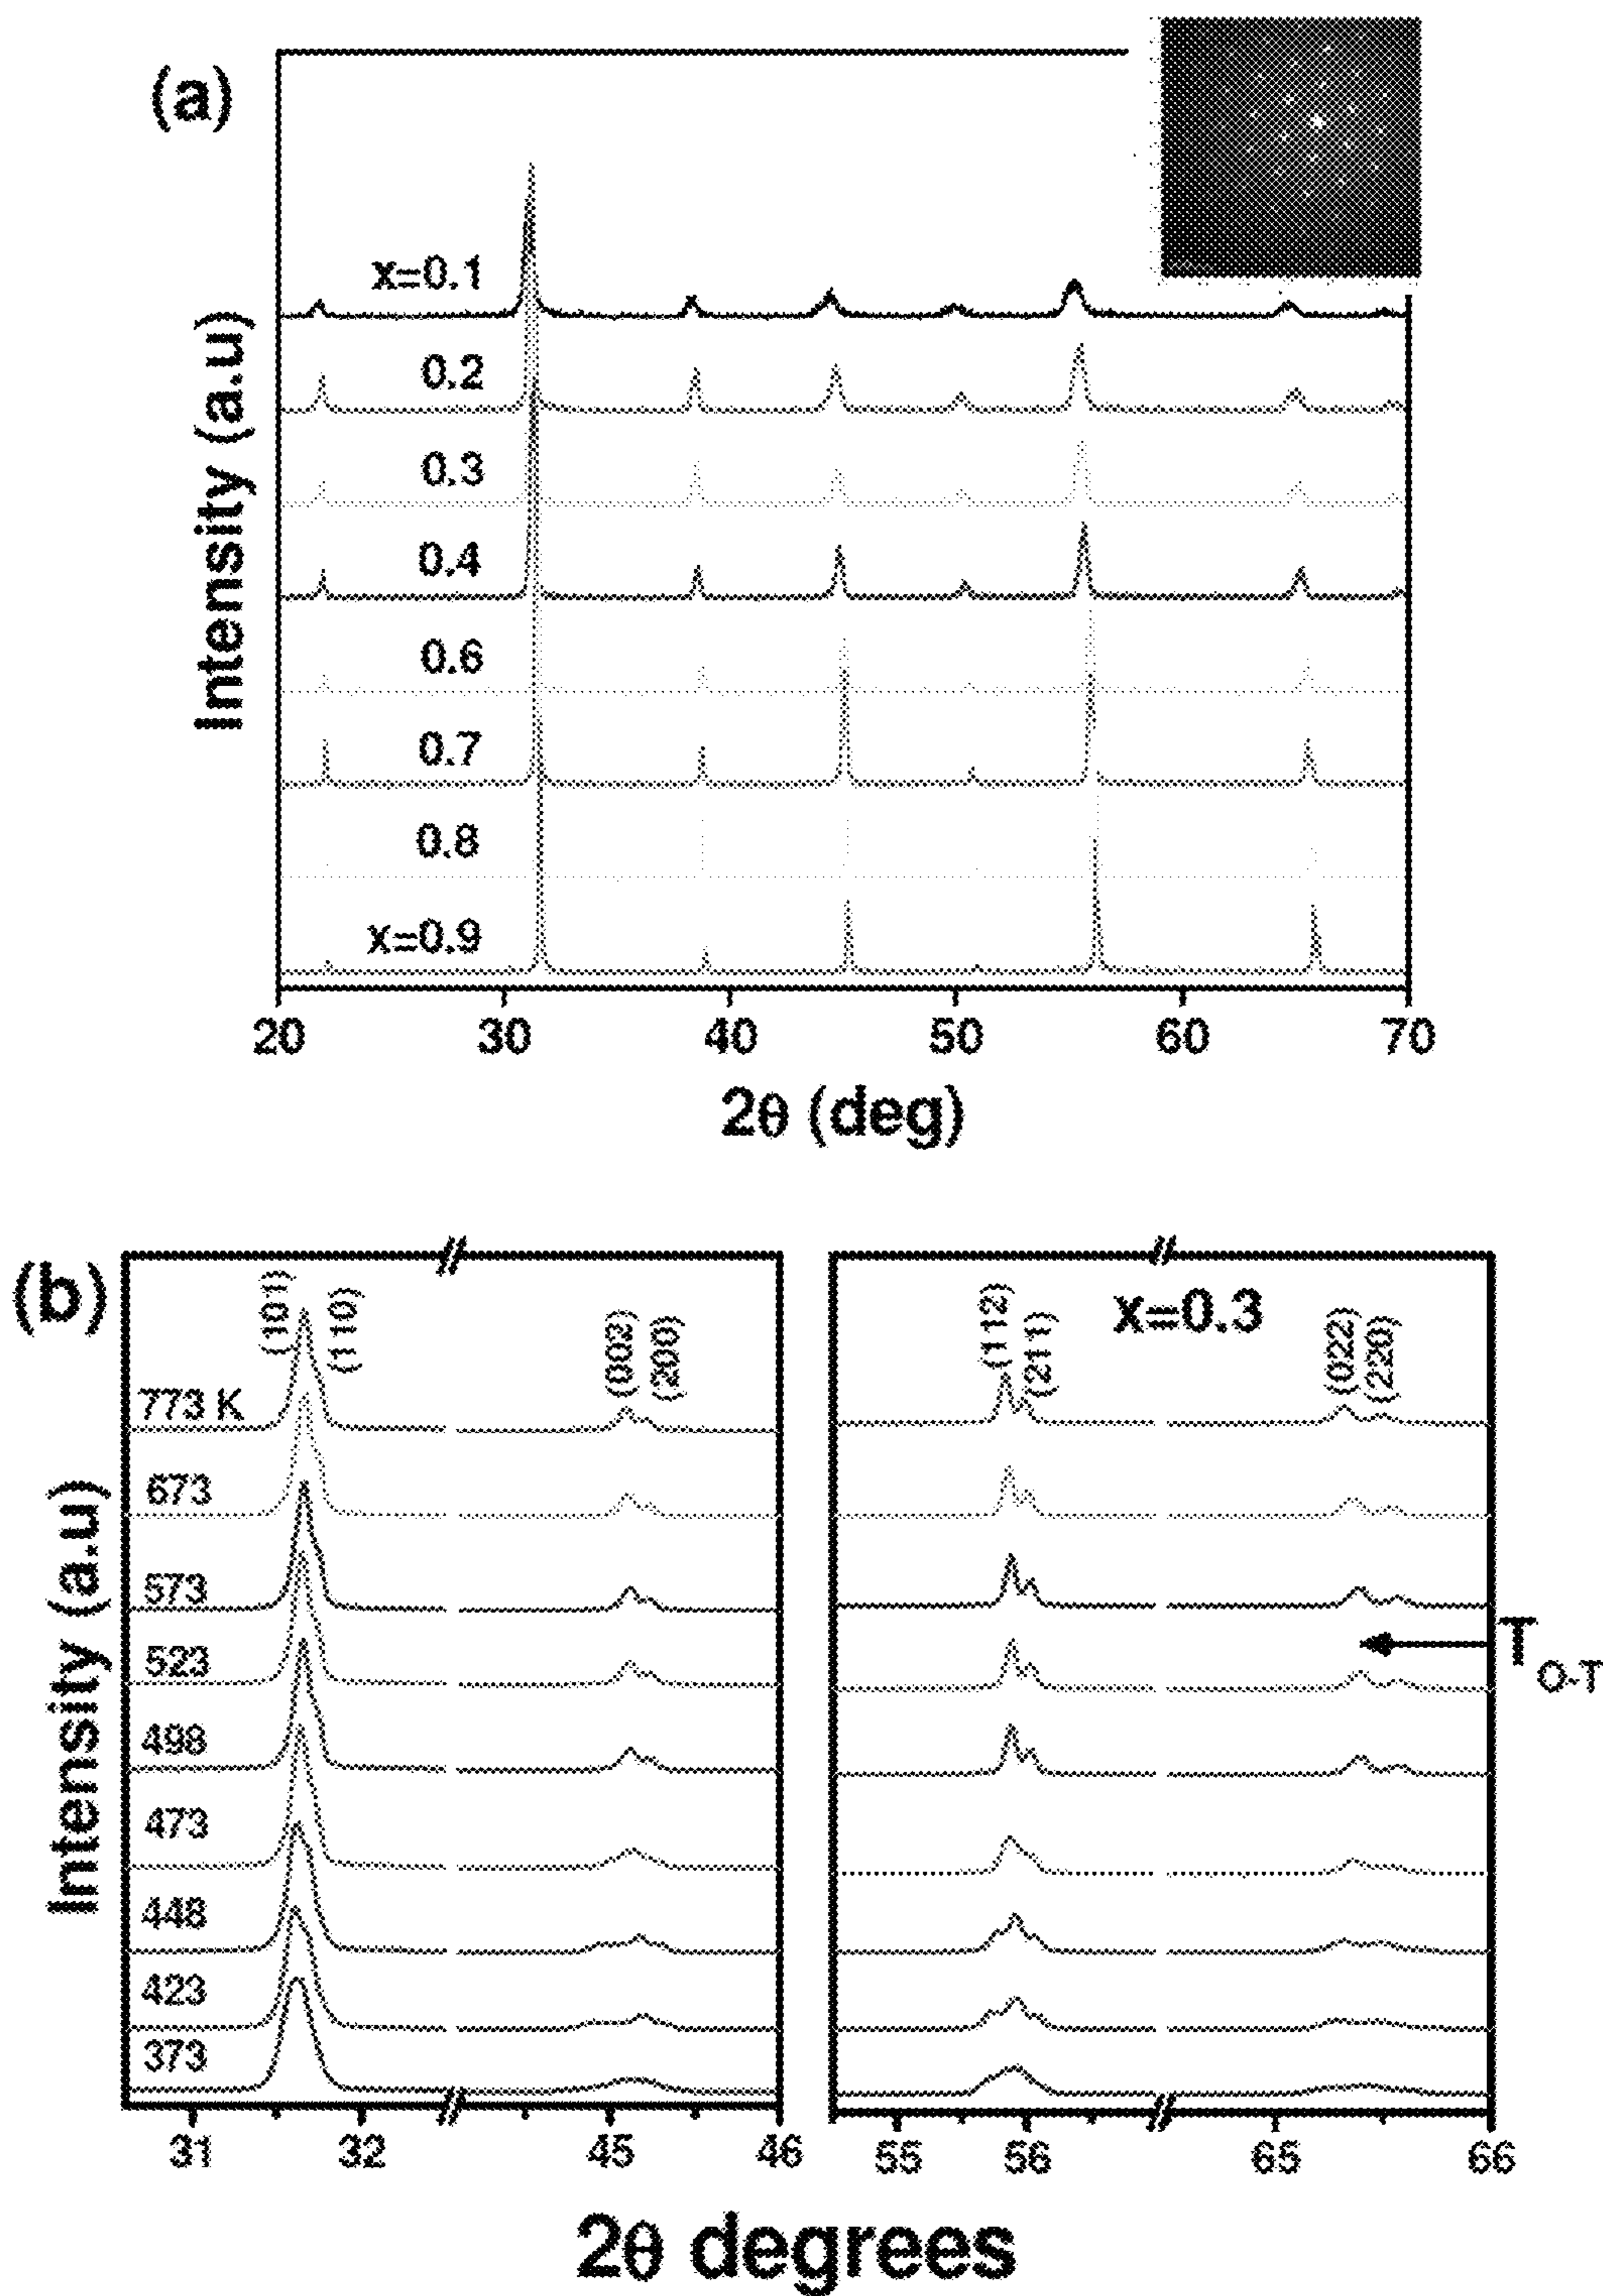 (a)
Intensity (a.u)
x=0.1
0.2
0.3
0.4
0.6
0.7
0.8
x=0.9
20 30 40 50 60 70
2θ (deg)
(b)
Intensity (a.u)
(101) (110) (002) (200)
773 K
673
573
523
498
473
448
423
373
31 32 45 46
(112) (211) x=0.3 (022) (220)
T O-T
55 56 65 66
2θ degrees